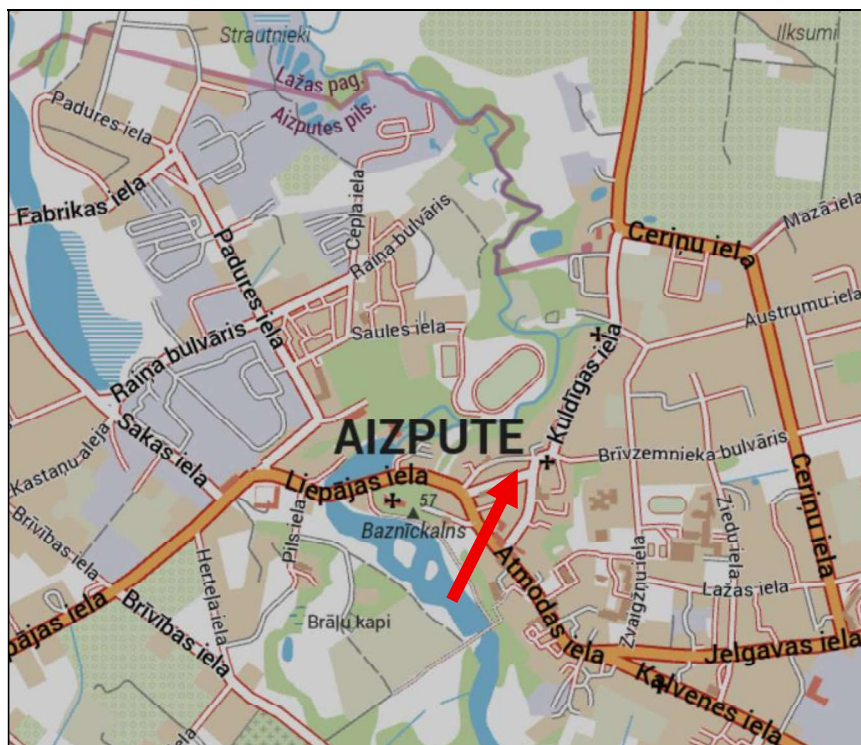 Strautnieki
Ilksumi
Lažas pag.
Aizputes pils.
Padures iela
Mazā iela
Fabrikas iela
Cepļa iela
Ceriņu iela
Raiņa bulvāris
Padures iela
Austrumu iela
Saules iela
Raiņa bulvāris
Kuldīgas iela
AIZPUTE
Sakas iela
Kastaņu aleja
Brīvzemnieka bulvāris
Liepājas iela
57
Baznīckalns
Ceriņu iela
Ziedu iela
Pils iela
Brīvības iela
Atmodas iela
Zvaigžņu iela
Hertela iela
Lažas iela
Brāļu kapi
pājas iela
Brīvības iela
Jelgavas iela
Kalvenes iela